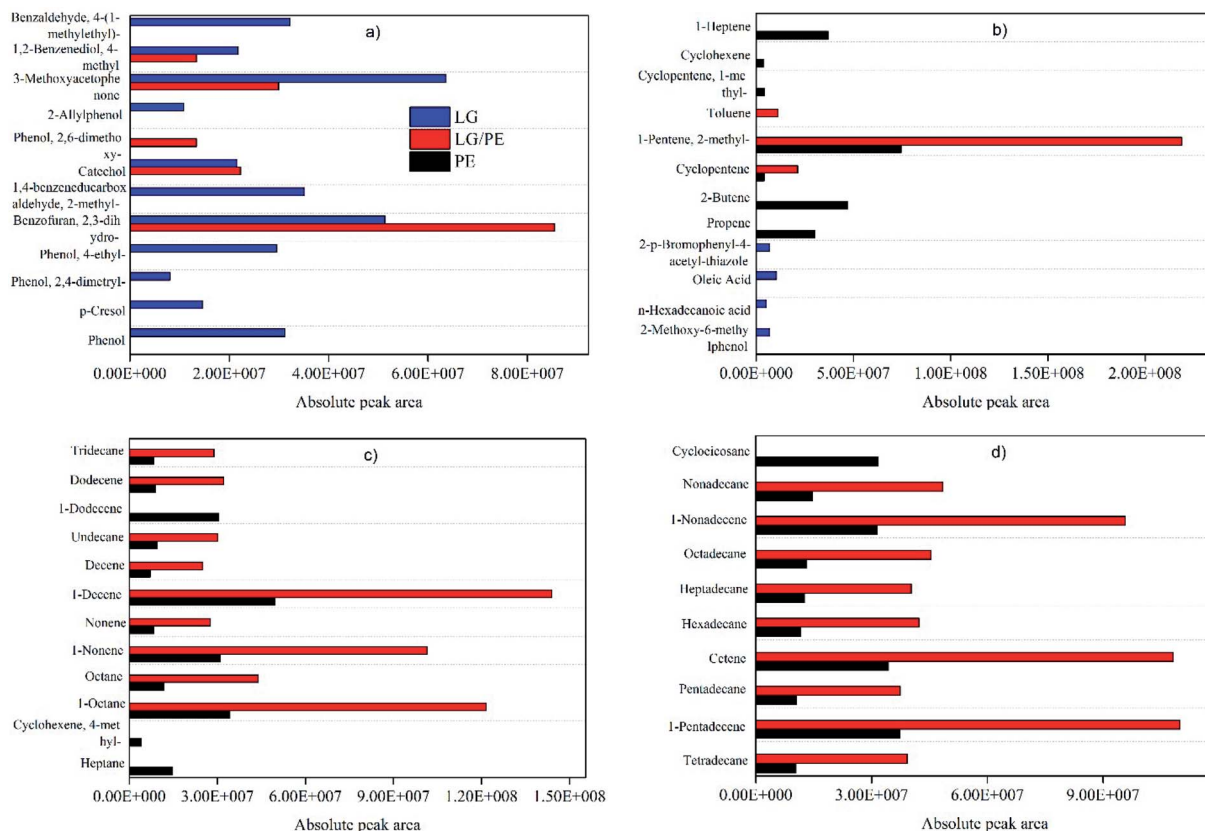 Benzaldehyde, 4-(1-
methylethyl)-
1,2-Benzenediol, 4-
methyl
3-Methoxyacetophe
none
2-Allylphenol
Phenol, 2,6-dimetho
xy-
Catechol
1,4-benzeneducarbox
aldehyde, 2-methyl-
Benzofuran, 2,3-dih
ydro-
Phenol, 4-ethyl-
Phenol, 2,4-dimetryl-
p-Cresol
Phenol
a)
LG
LG/PE
PE
0.00E+000 2.00E+007 4.00E+007 6.00E+007 8.00E+007
Absolute peak area
1-Heptene
Cyclohexene
Cyclopentene, 1-me
thyl-
Toluene
1-Pentene, 2-methyl-
Cyclopentene
2-Butene
Propene
2-p-Bromophenyl-4-
acetyl-thiazole
Oleic Acid
n-Hexadecanoic acid
2-Methoxy-6-methy
lphenol
b)
0.00E+000 5.00E+007 1.00E+008 1.50E+008 2.00E+008
Absolute peak area
Tridecane
Dodecene
1-Dodecene
Undecane
Decene
1-Decene
Nonene
1-Nonene
Octane
1-Octane
Cyclohexene, 4-met
hyl-
Heptane
c)
0.00E+000 3.00E+007 6.00E+007 9.00E+007 1.20E+008 1.50E+008
Absolute peak area
Cyclocicosane
Nonadecane
1-Nonadecene
Octadecane
Heptadecane
Hexadecane
Cetene
Pentadecane
1-Pentadecene
Tetradecane
d)
0.00E+000 3.00E+007 6.00E+007 9.00E+007
Absolute peak area